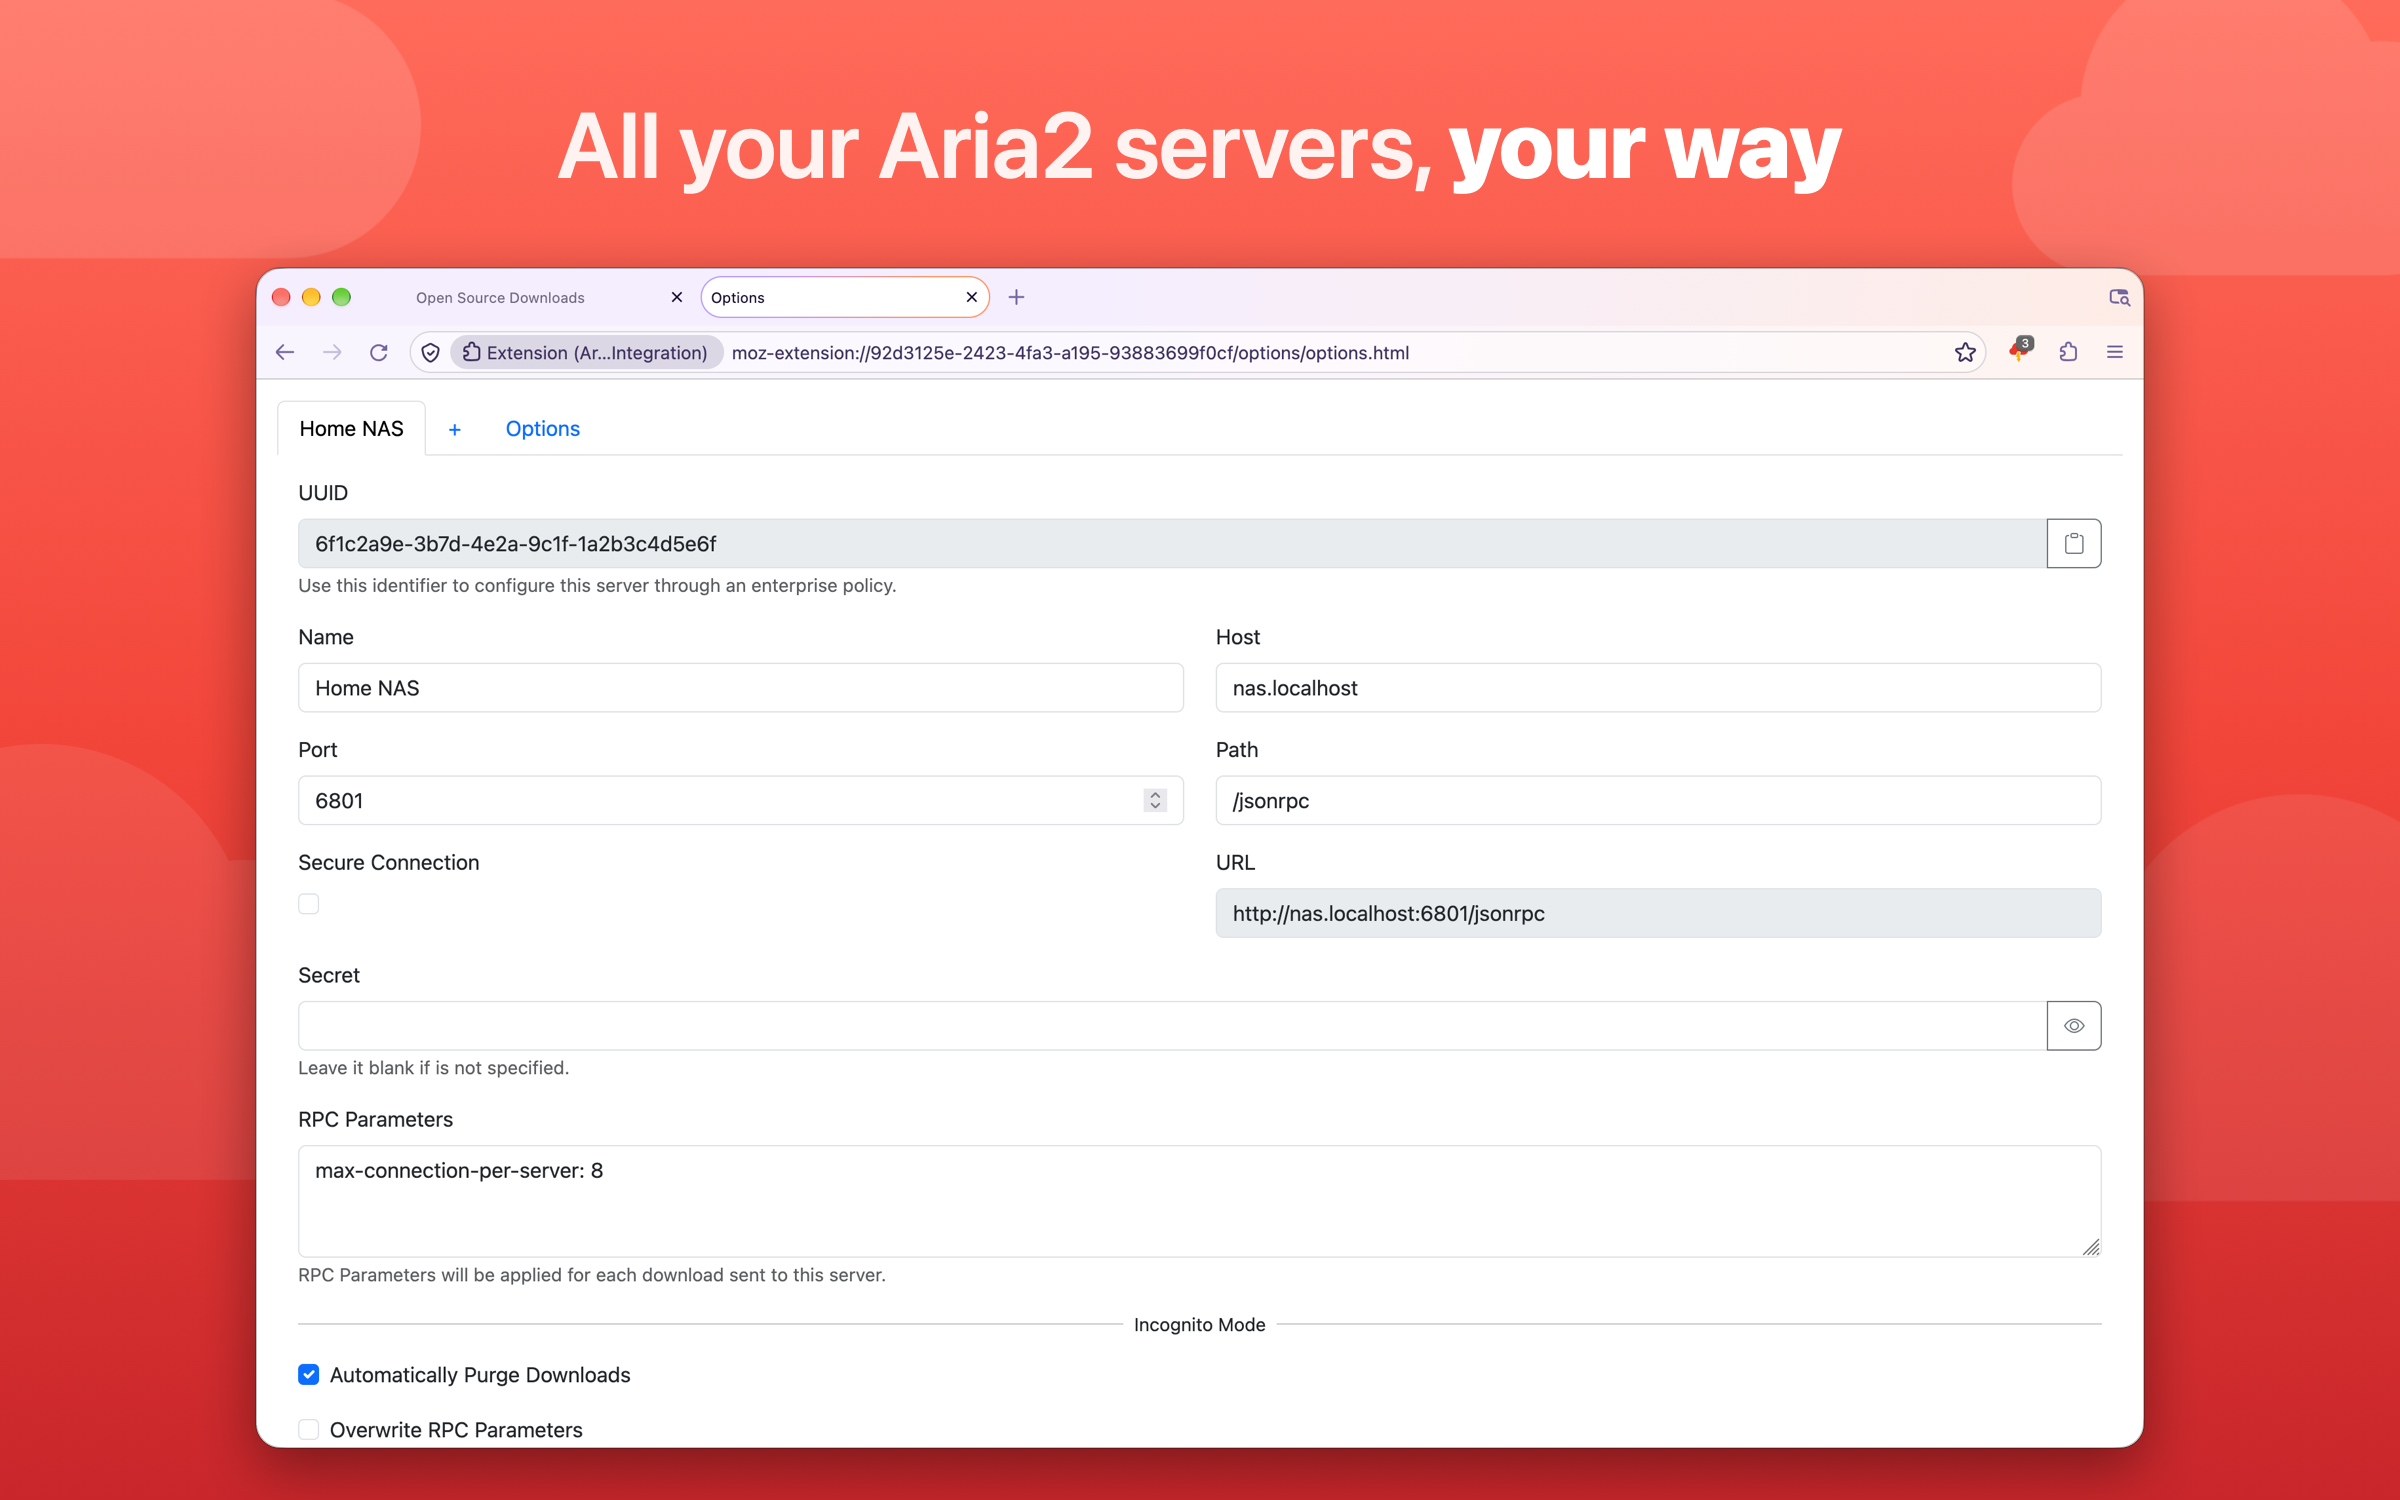 All your Aria2 servers, your way
Open Source Downloads
Options
Extension (Ar...Integration)
moz-extension://92d3125e-2423-4fa3-a195-93883699f0cf/options/options.html
3
Home NAS
+
Options
UUID
6f1c2a9e-3b7d-4e2a-9c1f-1a2b3c4d5e6f
Use this identifier to configure this server through an enterprise policy.
Name
Host
Home NAS
nas.localhost
Port
Path
6801
/jsonrpc
Secure Connection
URL
http://nas.localhost:6801/jsonrpc
Secret
Leave it blank if is not specified.
RPC Parameters
max-connection-per-server: 8
RPC Parameters will be applied for each download sent to this server.
Incognito Mode
Automatically Purge Downloads
Overwrite RPC Parameters